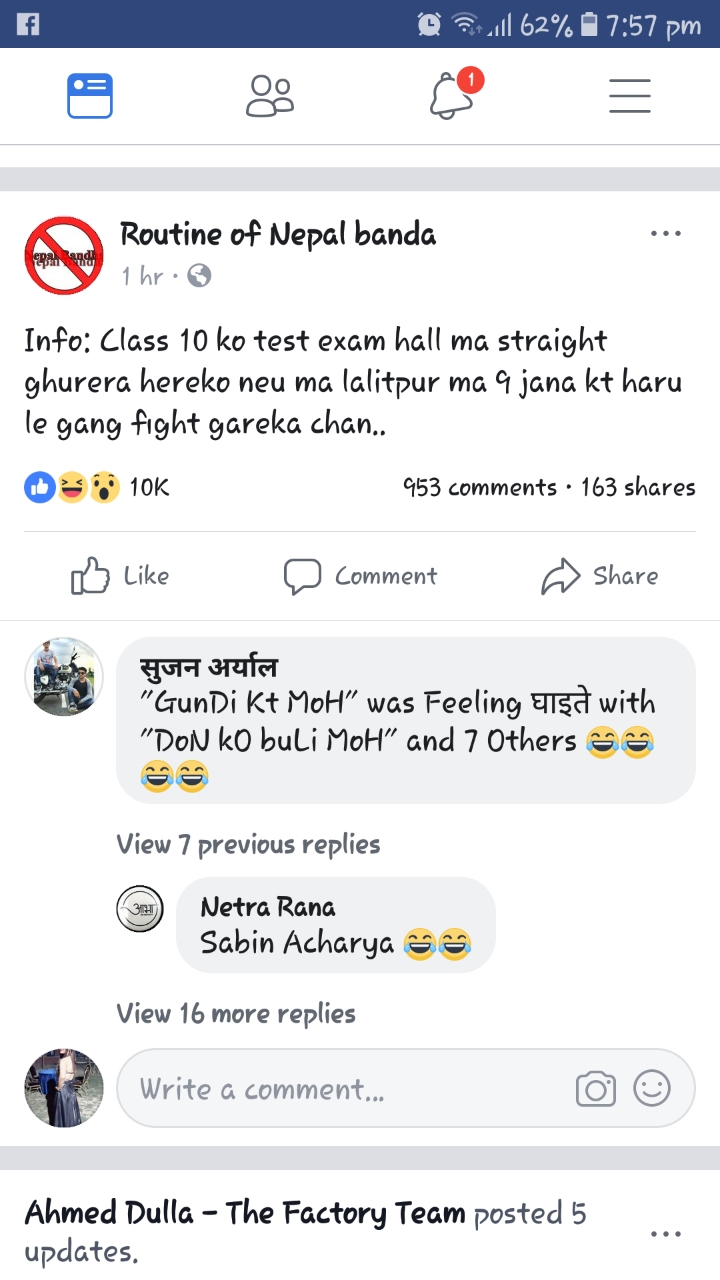 62% 7:57 pm
1
Routine of Nepal banda
Nepal Bandh
1 hr ·
Info: Class 10 ko test exam hall ma straight
ghurera hereko neu ma lalitpur ma 9 jana kt haru
le gang fight gareka chan..
10K 953 comments · 163 shares
Like Comment Share
सुजन अर्याल
"GunDi Kt MoH" was Feeling घाइते with
"DoN kO buLi MoH" and 7 Others 😂😂
😂😂
View 7 previous replies
Netra Rana
Sabin Acharya 😂😂
View 16 more replies
Write a comment...
Ahmed Dulla – The Factory Team posted 5
updates.